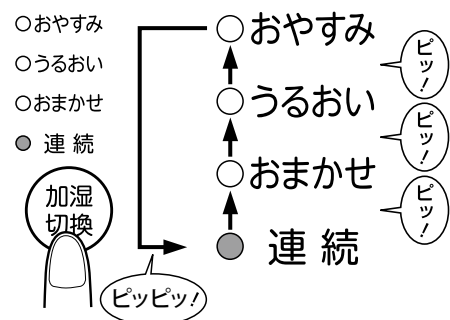 おやすみ
うるおい
おまかせ
連続
加湿
切換
おやすみ
うるおい
おまかせ
連続
ピッ!
ピッ!
ピッ!
ピッピッ!